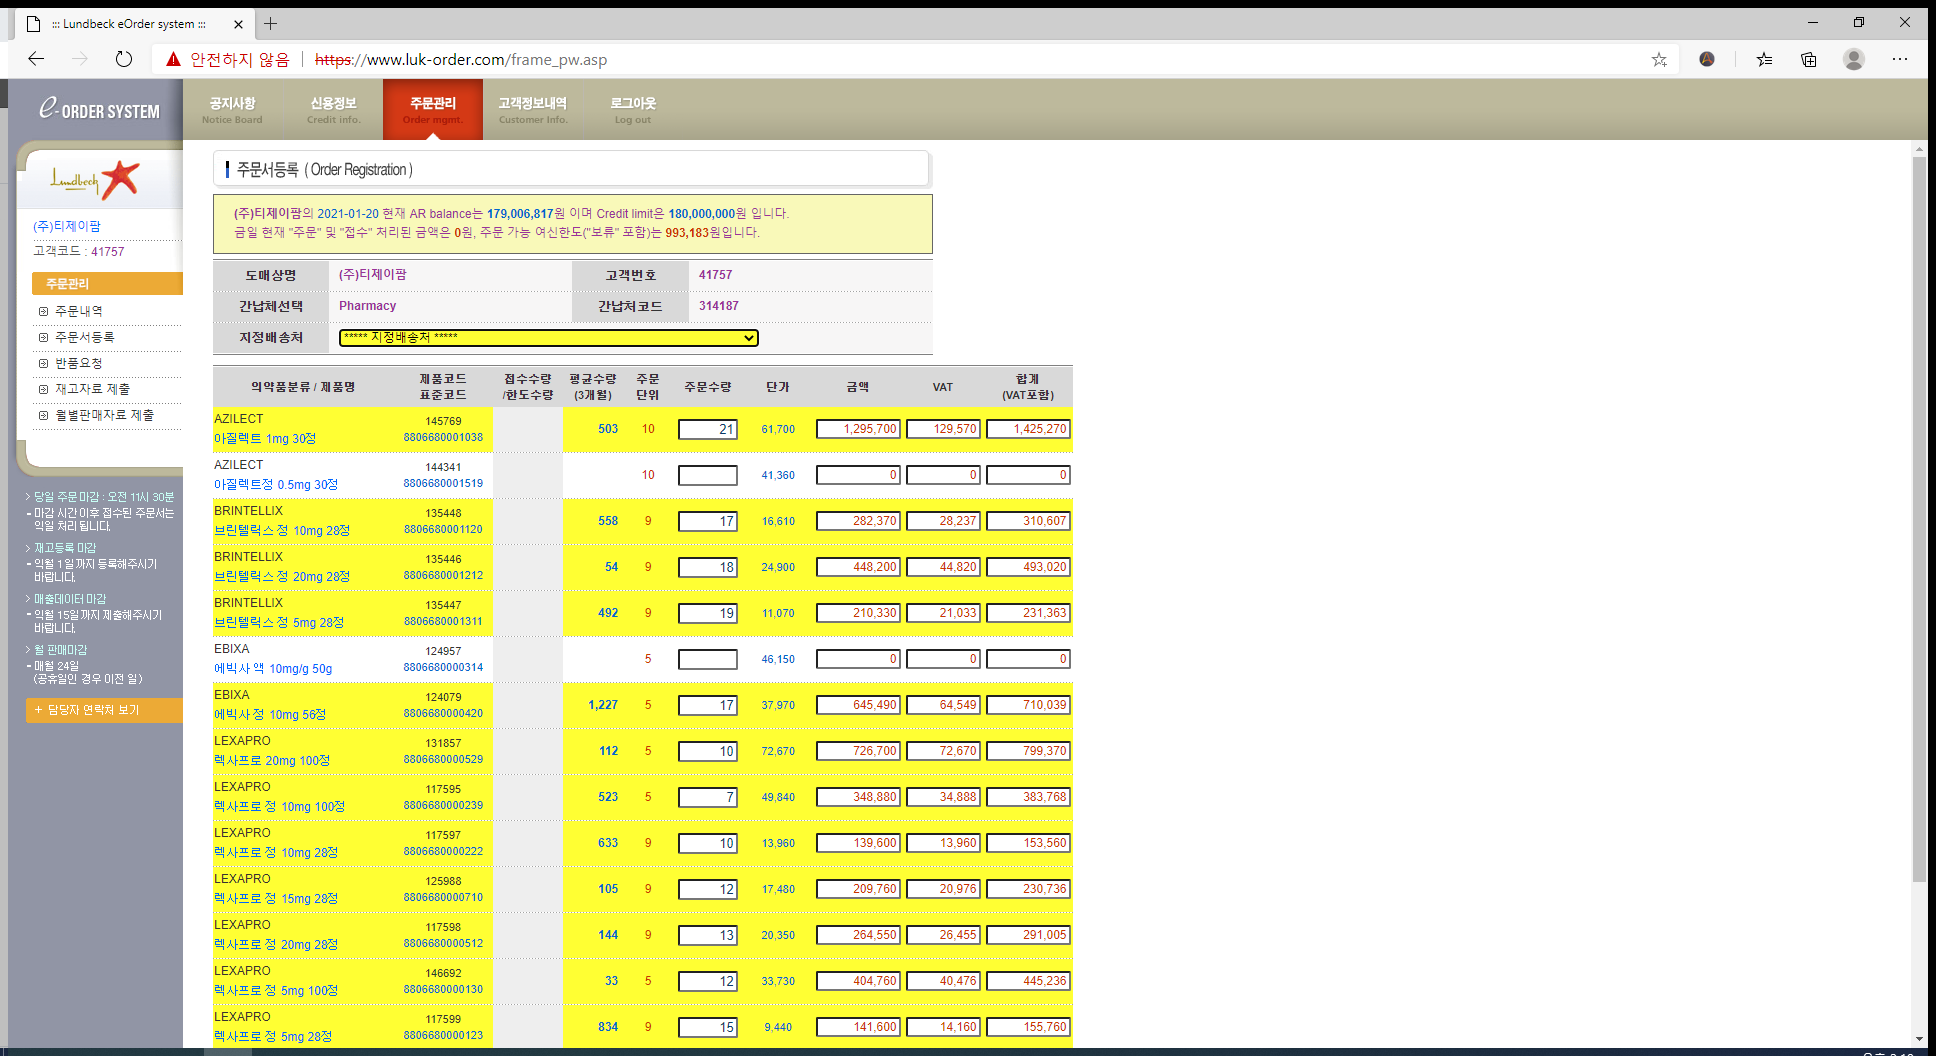 ::: Lundbeck eOrder system :::
안전하지 않음 https://www.luk-order.com/frame_pw.asp
e-ORDER SYSTEM
공지사항 신용정보 주문관리 고객정보내역 로그아웃
Notice Board Credit info. Order mgmt. Customer Info. Log out
Lundbeck
(주)티제이팜
고객코드 : 41757
주문관리
주문내역
주문서등록
반품요청
재고자료 제출
월별판매자료 제출
> 당일 주문 마감 : 오전 11시 30분
- 마감 시간 이후 접수된 주문서는
익일 처리 됩니다.
> 재고등록 마감
- 익월 1일까지 등록해주시기
바랍니다.
> 매출데이터 마감
- 익월 15일까지 제출해주시기
바랍니다.
> 월 판매마감
- 매월 24일
(공휴일인 경우 이전 일)
+ 담당자 연락처 보기
주문서등록 ( Order Registration )
(주)티제이팜의 2021-01-20 현재 AR balance는 179,006,817원 이며 Credit limit은 180,000,000원 입니다.
금일 현재 "주문" 및 "접수" 처리된 금액은 0원, 주문 가능 여신한도("보류" 포함)는 993,183원입니다.
도매상명 (주)티제이팜 고객번호 41757
간납체선택 Pharmacy 간납처코드 314187
지정배송처 ***** 지정배송처 *****
의약품분류 / 제품명 제품코드 표준코드 접수수량 /한도수량 평균수량 (3개월) 주문 단위 주문수량 단가 금액 VAT 합계 (VAT포함)
AZILECT 145769
아질렉트 1mg 30정 8806680001038 503 10 21 61,700 1,295,700 129,570 1,425,270
AZILECT 144341
아질렉트정 0.5mg 30정 8806680001519 10 41,360 0 0 0
BRINTELLIX 135448
브린텔릭스 정 10mg 28정 8806680001120 558 9 17 16,610 282,370 28,237 310,607
BRINTELLIX 135446
브린텔릭스 정 20mg 28정 8806680001212 54 9 18 24,900 448,200 44,820 493,020
BRINTELLIX 135447
브린텔릭스 정 5mg 28정 8806680001311 492 9 19 11,070 210,330 21,033 231,363
EBIXA 124957
에빅사 액 10mg/g 50g 8806680000314 5 46,150 0 0 0
EBIXA 124079
에빅사 정 10mg 56정 8806680000420 1,227 5 17 37,970 645,490 64,549 710,039
LEXAPRO 131857
렉사프로 20mg 100정 8806680000529 112 5 10 72,670 726,700 72,670 799,370
LEXAPRO 117595
렉사프로 정 10mg 100정 8806680000239 523 5 7 49,840 348,880 34,888 383,768
LEXAPRO 117597
렉사프로 정 10mg 28정 8806680000222 633 9 10 13,960 139,600 13,960 153,560
LEXAPRO 125988
렉사프로 정 15mg 28정 8806680000710 105 9 12 17,480 209,760 20,976 230,736
LEXAPRO 117598
렉사프로 정 20mg 28정 8806680000512 144 9 13 20,350 264,550 26,455 291,005
LEXAPRO 146692
렉사프로 정 5mg 100정 8806680000130 33 5 12 33,730 404,760 40,476 445,236
LEXAPRO 117599
렉사프로 정 5mg 28정 8806680000123 834 9 15 9,440 141,600 14,160 155,760